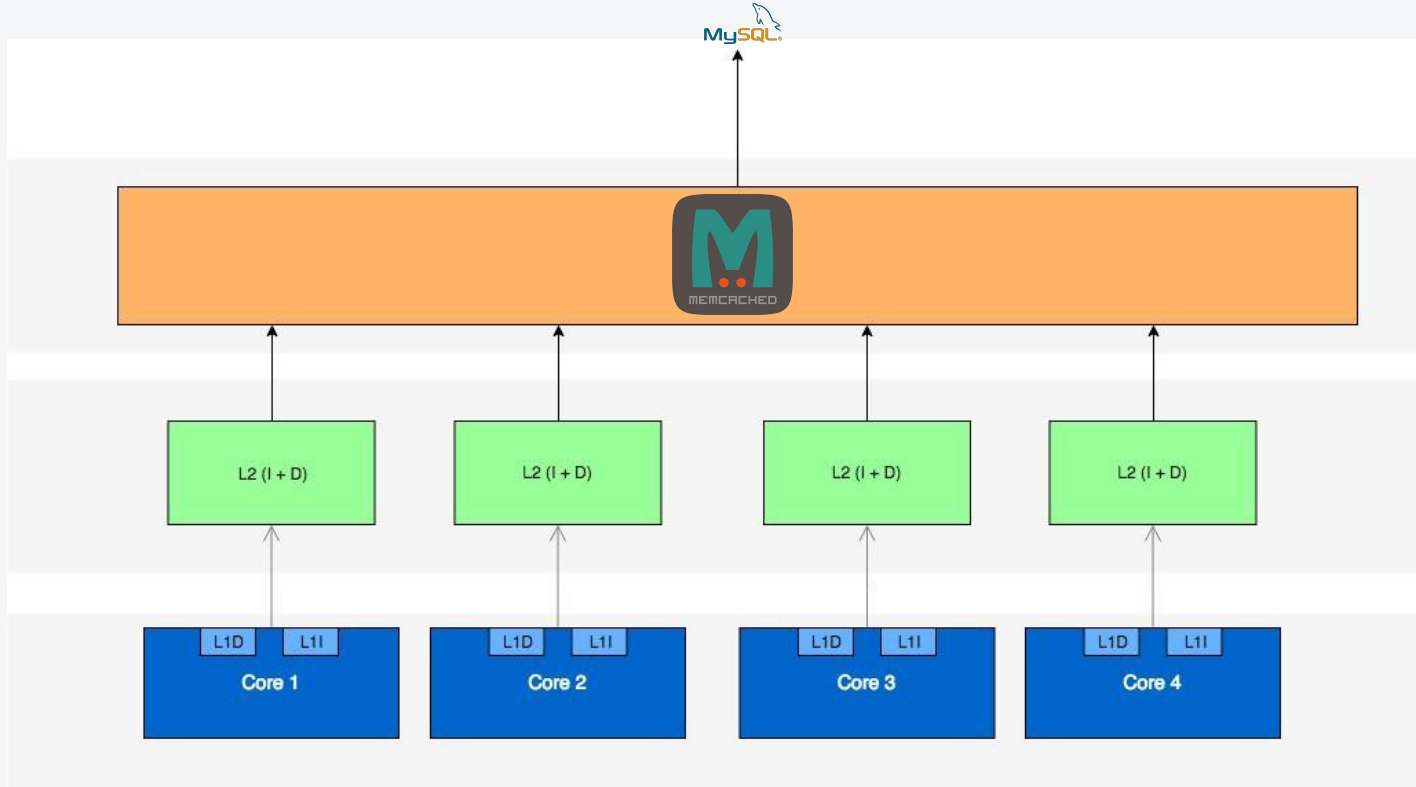 MySQL®
MEMCACHED
L2 (I + D)
L2 (I + D)
L2 (I + D)
L2 (I + D)
L1D
L1I
Core 1
L1D
L1I
Core 2
L1D
L1I
Core 3
L1D
L1I
Core 4